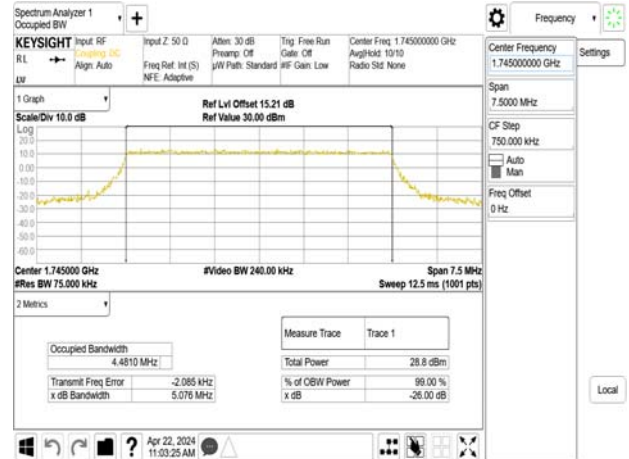 Spectrum Analyzer 1
Occupied BW
+
Frequency
KEYSIGHT
RL
Input: RF
Coupling: DC
Align: Auto
Input Z: 50 Ω
Freq Ref: Int (S)
NFE: Adaptive
Atten: 30 dB
Preamp: Off
µW Path: Standard
Trig: Free Run
Gate: Off
#IF Gain: Low
Center Freq: 1.745000000 GHz
Avg|Hold: 10/10
Radio Std: None
Center Frequency
1.745000000 GHz
Settings
Span
7.5000 MHz
CF Step
750.000 kHz
Auto
Man
Freq Offset
0 Hz
1 Graph
Scale/Div 10.0 dB
Ref Lvl Offset 15.21 dB
Ref Value 30.00 dBm
Log
20.0
10.0
0.00
-10.0
-20.0
-30.0
-40.0
-50.0
-60.0
Center 1.745000 GHz
#Video BW 240.00 kHz
Span 7.5 MHz
#Res BW 75.000 kHz
Sweep 12.5 ms (1001 pts)
2 Metrics
Measure Trace
Trace 1
Occupied Bandwidth
4.4810 MHz
Total Power
28.8 dBm
Transmit Freq Error
-2.085 kHz
% of OBW Power
99.00 %
x dB Bandwidth
5.076 MHz
x dB
-26.00 dB
Local
?
Apr 22, 2024
11:03:25 AM